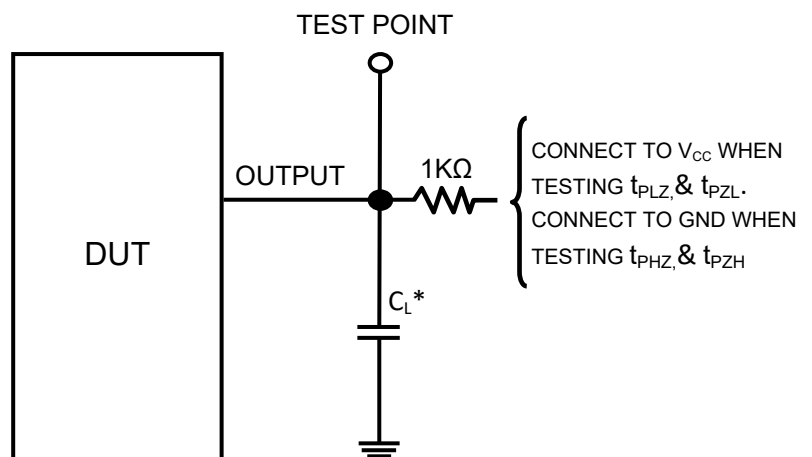 TEST POINT
OUTPUT
1KΩ
CONNECT TO VCC WHEN
TESTING tPLZ,& tPZL.
CONNECT TO GND WHEN
TESTING tPHZ,& tPZH
DUT
CL*